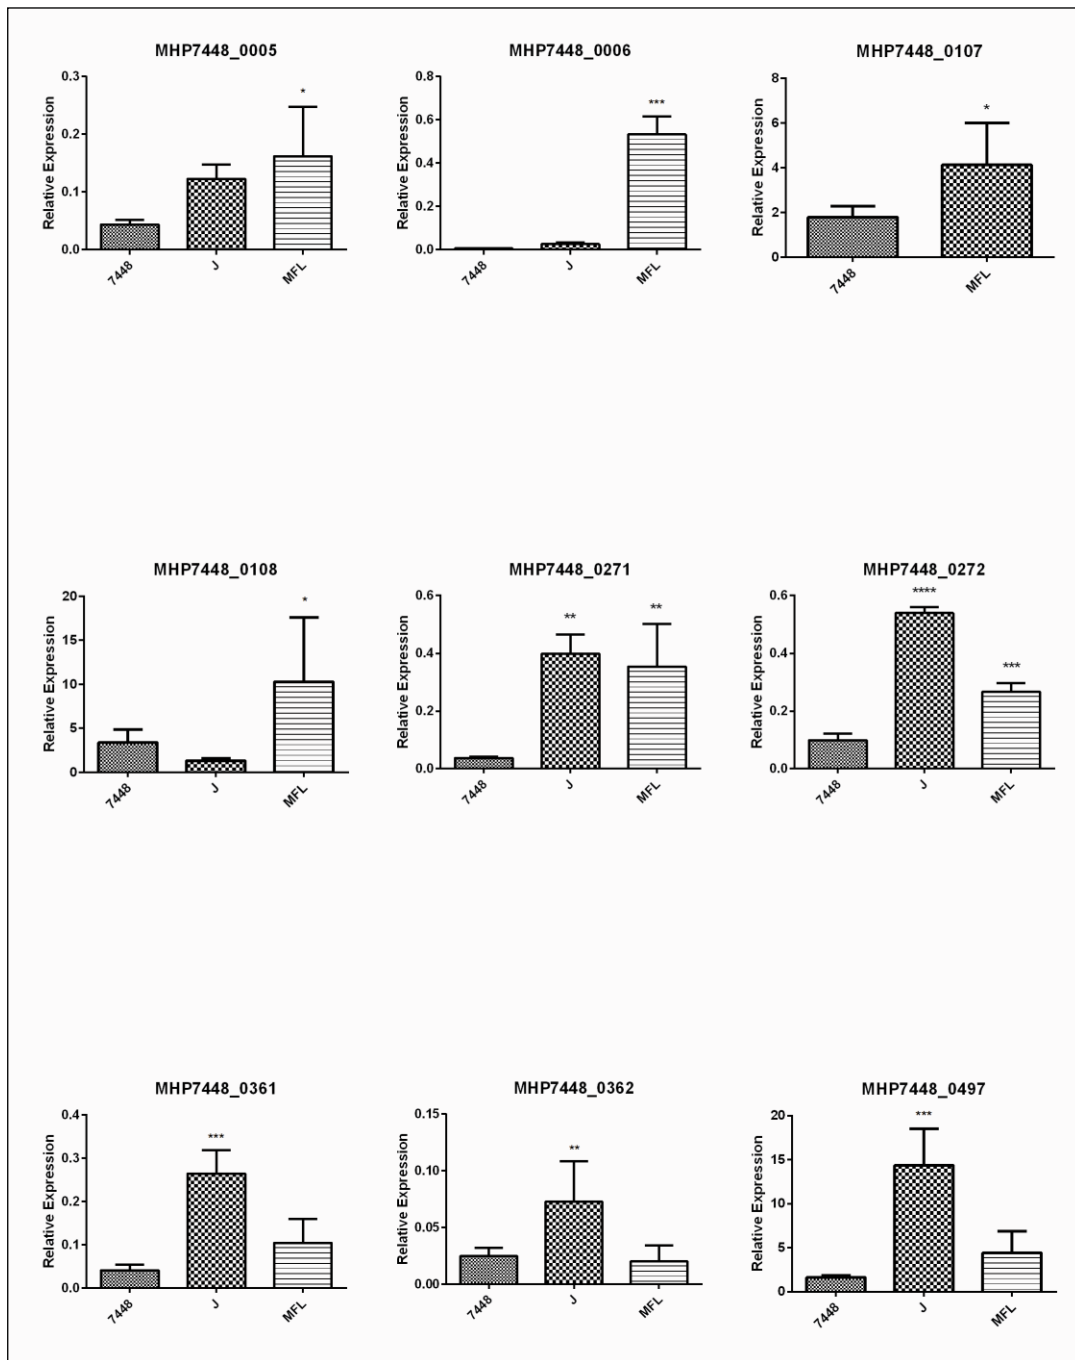 MHP7448_0005
Relative Expression
0.3
0.2
0.1
0.0
*
7448
J
MFL
MHP7448_0006
Relative Expression
0.8
0.6
0.4
0.2
0.0
***
7448
J
MFL
MHP7448_0107
Relative Expression
8
6
4
2
0
*
7448
MFL
MHP7448_0108
Relative Expression
20
15
10
5
0
*
7448
J
MFL
MHP7448_0271
Relative Expression
0.6
0.4
0.2
0.0
**
**
7448
J
MFL
MHP7448_0272
Relative Expression
0.6
0.4
0.2
0.0
****
***
7448
J
MFL
MHP7448_0361
Relative Expression
0.4
0.3
0.2
0.1
0.0
***
7448
J
MFL
MHP7448_0362
Relative Expression
0.15
0.10
0.05
0.00
**
7448
J
MFL
MHP7448_0497
Relative Expression
20
15
10
5
0
***
7448
J
MFL